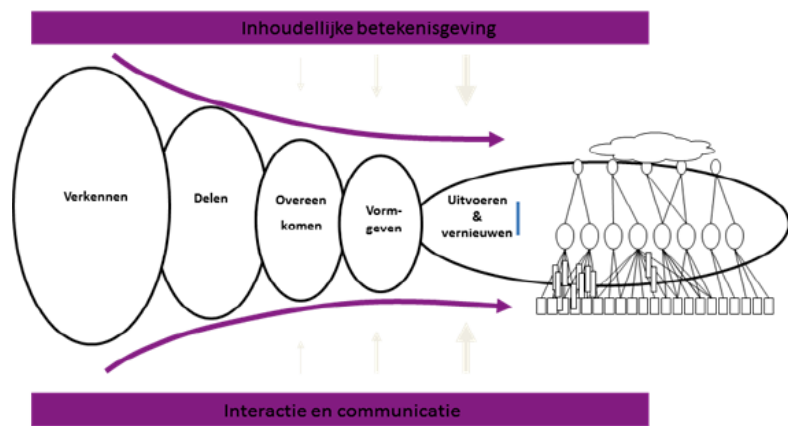 Inhoudellijke betekenisgeving
Verkennen
Delen
Overeen
komen
Vorm-
geven
Uitvoeren
&
vernieuwen
Interactie en communicatie